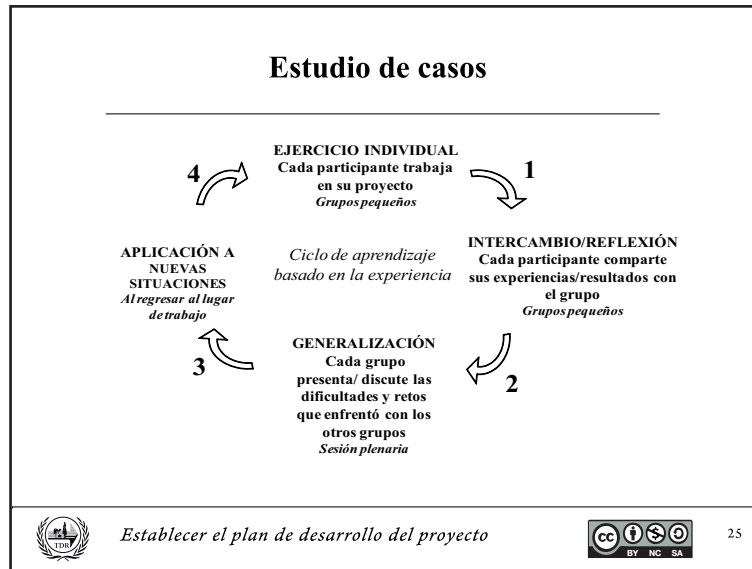 Estudio de casos
4
EJERCICIO INDIVIDUAL
Cada participante trabaja
en su proyecto
Grupos pequeños
1
APLICACIÓN A
NUEVAS
SITUACIONES
Al regresar al lugar
de trabajo
Ciclo de aprendizaje
basado en la experiencia
INTERCAMBIO/REFLEXIÓN
Cada participante comparte
sus experiencias/resultados con
el grupo
Grupos pequeños
3
GENERALIZACIÓN
Cada grupo
presenta/ discute las
dificultades y retos
que enfrentó con los
otros grupos
Sesión plenaria
2
TDR
Establecer el plan de desarrollo del proyecto
cc
BY NC SA
25